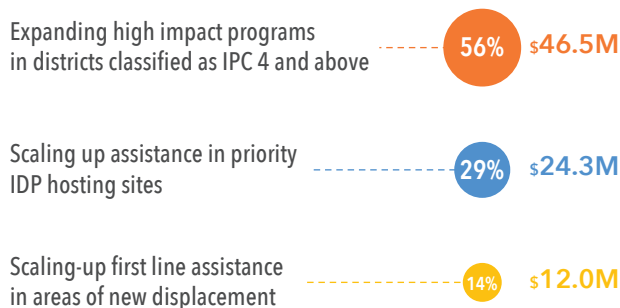 Expanding high impact programs
in districts classified as IPC 4 and above
56% $46.5M
Scaling up assistance in priority
IDP hosting sites
29% $24.3M
Scaling-up first line assistance
in areas of new displacement
14% $12.0M